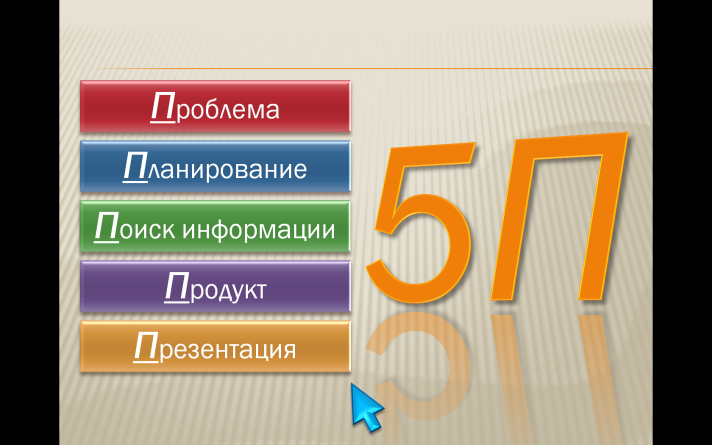 Проблема
Планирование
Поиск информации
Продукт
Презентация
5П